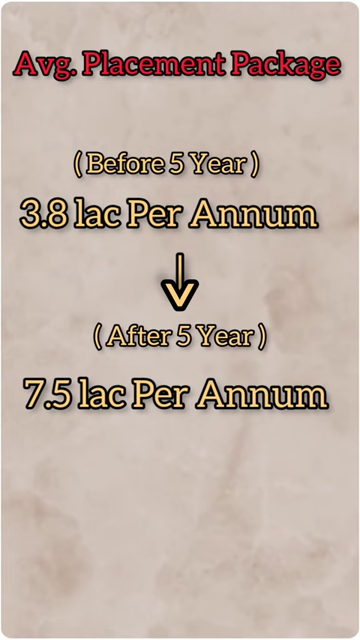 Avg. Placement Package
( Before 5 Year )
3.8 lac Per Annum
( After 5 Year )
7.5 lac Per Annum